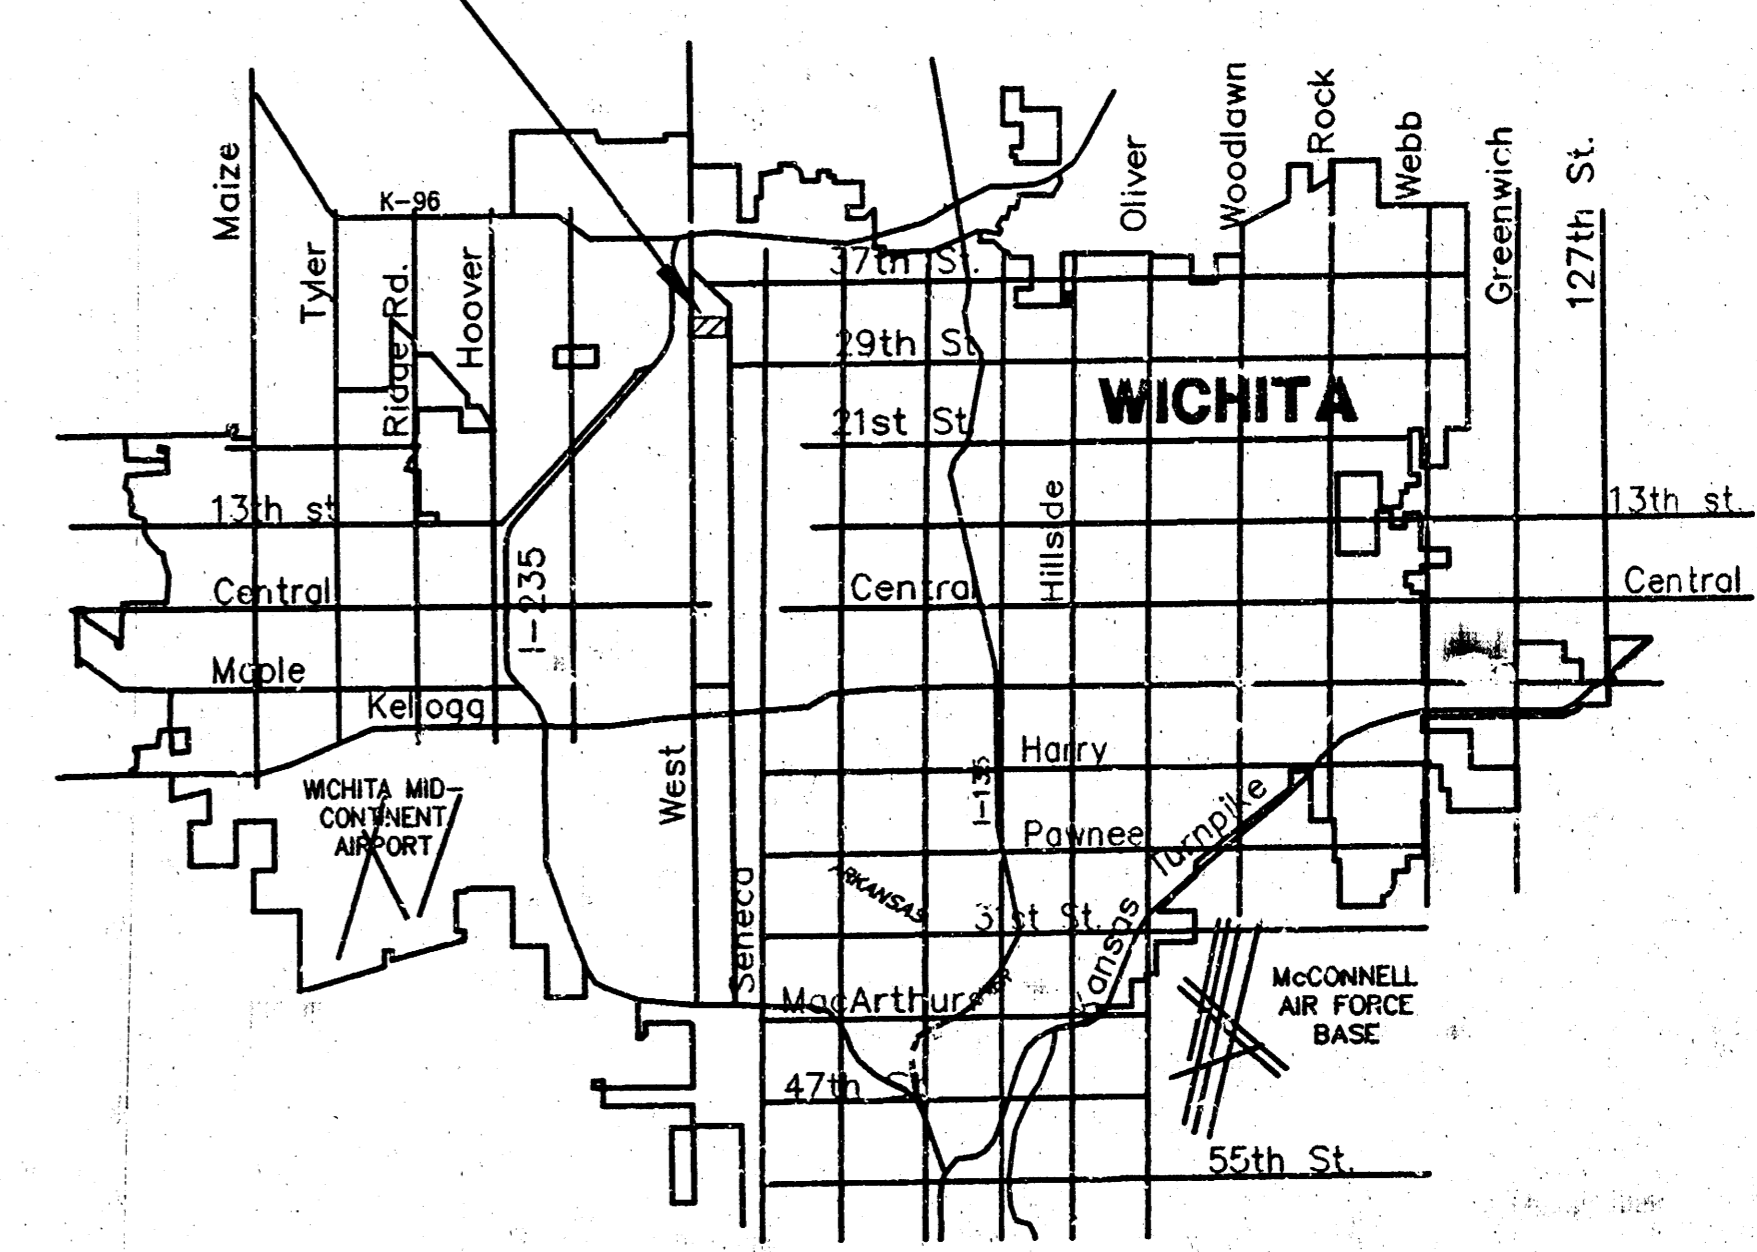 Maize
Tyler
K-96
Ridge Rd.
Hoover
Oliver
Woodlawn
Rock
Webb
Greenwich
127th St.
37th St.
29th St
WICHITA
21st St
13th st
13th st.
I-235
Hillside
Central
Central
Central
Maple
Kellogg
West
Harry
I-135
WICHITA MID-
CONTINENT
AIRPORT
Pawnee
Kansas Turnpike
ARKANSAS
Seneca
31st St.
MacArthur
McCONNELL
AIR FORCE
BASE
47th St
55th St.